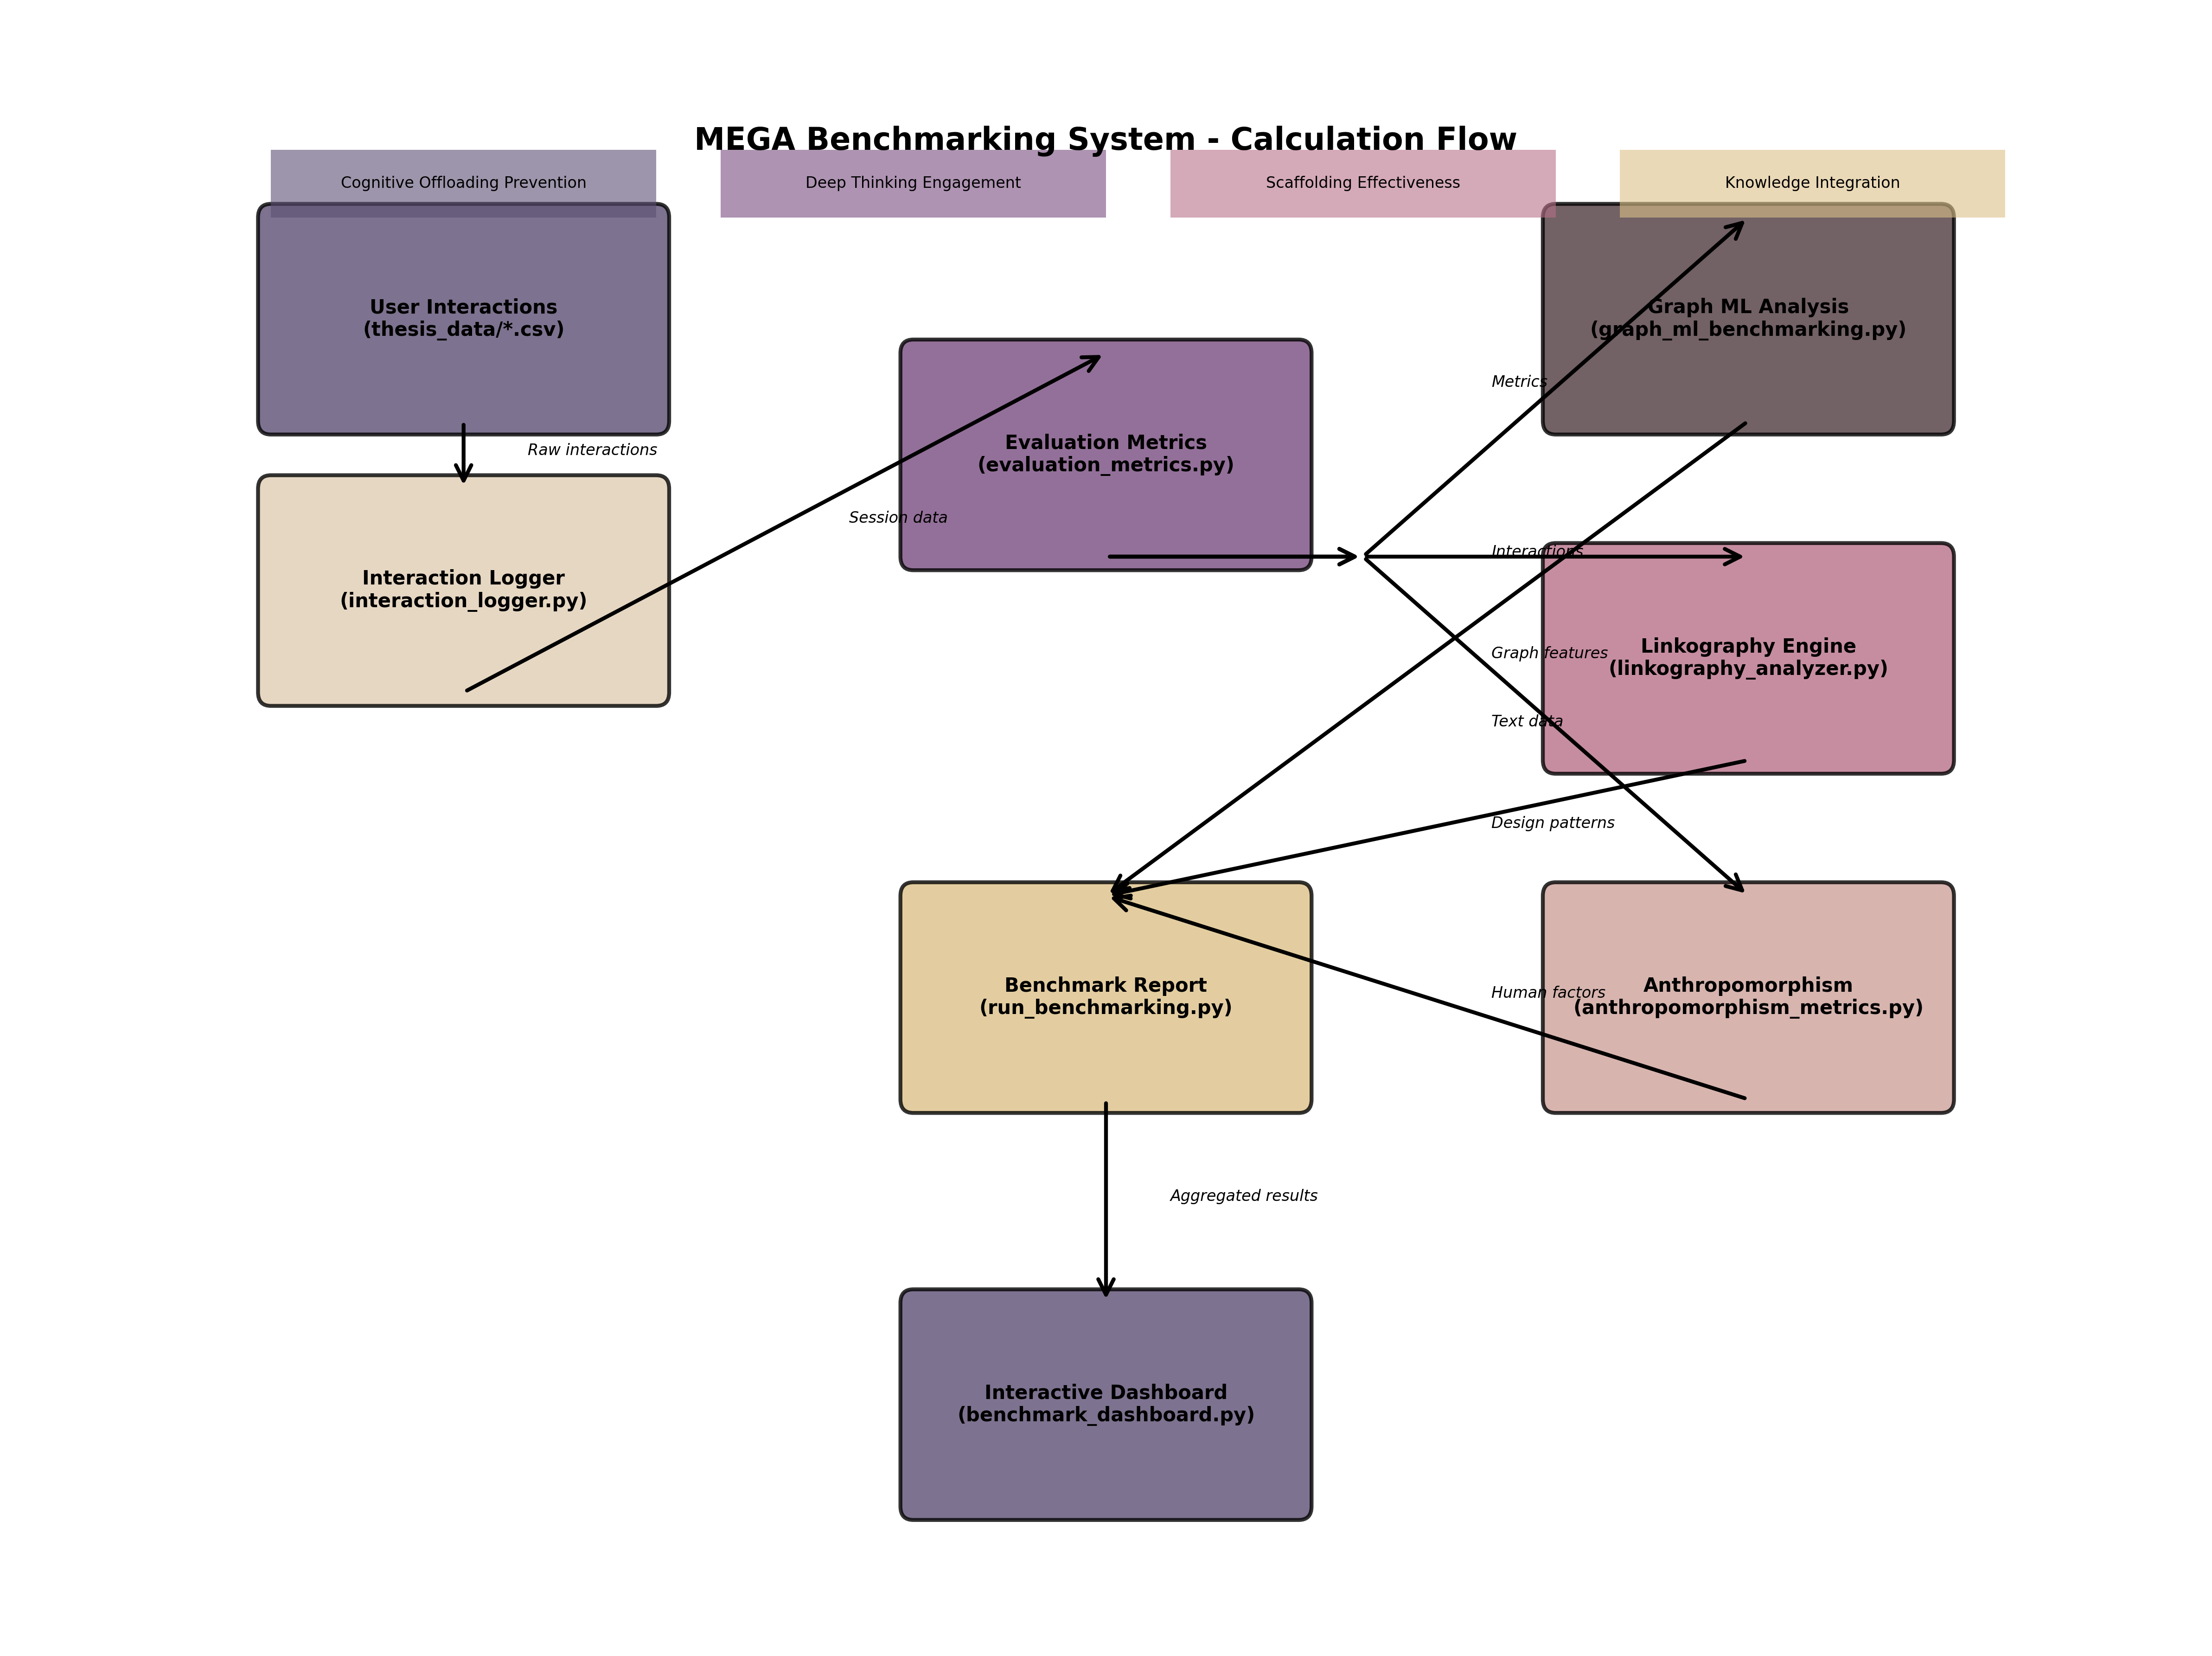 MEGA Benchmarking System - Calculation Flow
Cognitive Offloading Prevention
Deep Thinking Engagement
Scaffolding Effectiveness
Knowledge Integration
User Interactions
(thesis_data/*.csv)
Graph ML Analysis
(graph_ml_benchmarking.py)
Metrics
Raw interactions
Evaluation Metrics
(evaluation_metrics.py)
Session data
Interactions
Interaction Logger
(interaction_logger.py)
Graph features
Linkography Engine
(linkography_analyzer.py)
Text data
Design patterns
Benchmark Report
(run_benchmarking.py)
Human factors
Anthropomorphism
(anthropomorphism_metrics.py)
Aggregated results
Interactive Dashboard
(benchmark_dashboard.py)